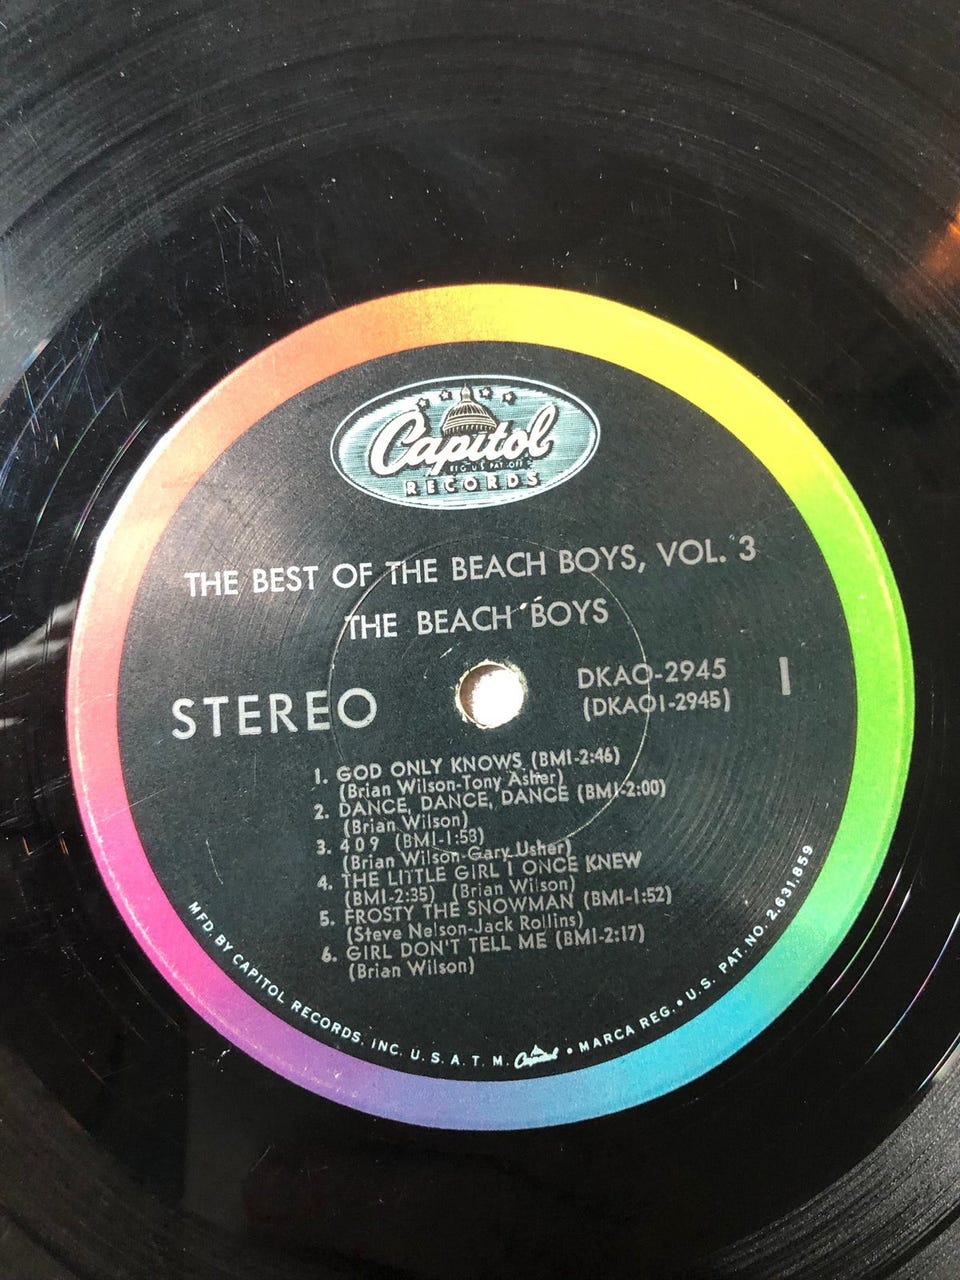 Capitol
REG. U.S. PAT. OFF.
RECORDS
THE BEST OF THE BEACH BOYS, VOL. 3
THE BEACH BOYS
STEREO
DKAO-2945
(DKAO1-2945)
1
1. GOD ONLY KNOWS (BMI-2:46)
(Brian Wilson-Tony Asher)
2. DANCE, DANCE, DANCE (BMI-2:00)
(Brian Wilson)
3. 409 (BMI-1:53)
(Brian Wilson-Gary Usher)
4. THE LITTLE GIRL I ONCE KNEW
(BMI-2:35) (Brian Wilson)
5. FROSTY THE SNOWMAN (BMI-1:52)
(Steve Nelson-Jack Rollins)
6. GIRL DON'T TELL ME (BMI-2:17)
(Brian Wilson)
MFD. BY CAPITOL RECORDS, INC. U. S. A. T. M. Capitol • MARCA REG. • U.S. PAT. NO. 2,631,859